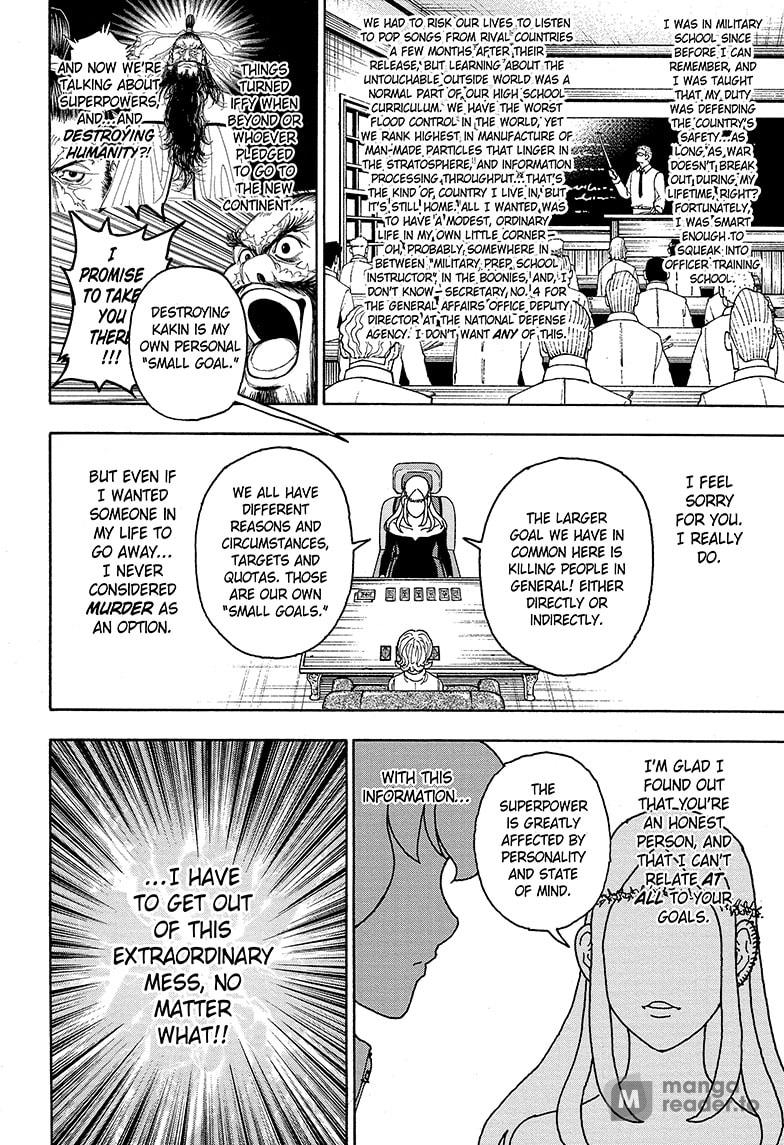 I WAS IN MILITARY
SCHOOL SINCE
BEFORE I CAN
REMEMBER, AND
I WAS TAUGHT
THAT MY DUTY
WAS DEFENDING
THE COUNTRY'S
SAFETY...AS
LONG AS WAR
DOESN'T BREAK
OUT DURING MY
LIFETIME, RIGHT?
FORTUNATELY,
I WAS SMART
ENOUGH TO
SQUEAK INTO
OFFICER TRAINING
SCHOOL.
WE HAD TO RISK OUR LIVES TO LISTEN
TO POP SONGS FROM RIVAL COUNTRIES
A FEW MONTHS AFTER THEIR
RELEASE, BUT LEARNING ABOUT THE
UNTOUCHABLE OUTSIDE WORLD WAS A
NORMAL PART OF OUR HIGH SCHOOL
CURRICULUM. WE HAVE THE WORST
FLOOD CONTROL IN THE WORLD, YET
WE RANK HIGHEST IN MANUFACTURE OF
MAN-MADE PARTICLES THAT LINGER IN
THE STRATOSPHERE, AND INFORMATION
PROCESSING THROUGHPUT. THAT'S
THE KIND OF COUNTRY I LIVE IN, BUT
IT'S STILL HOME. ALL I WANTED WAS
TO HAVE A MODEST, ORDINARY
LIFE IN MY OWN LITTLE CORNER—
OH, PROBABLY, SOMEWHERE IN
BETWEEN "MILITARY PREP SCHOOL
INSTRUCTOR" IN THE BOONIES, AND, I
DON'T KNOW—SECRETARY NO. 4 FOR
THE GENERAL AFFAIRS OFFICE DEPUTY
DIRECTOR AT THE NATIONAL DEFENSE
AGENCY. I DON'T WANT ANY OF THIS.
THINGS
TURNED
IFFY WHEN
BEYOND OR
WHOEVER
PLEDGED
TO GO TO
THE NEW
CONTINENT...
AND NOW WE'RE
TALKING ABOUT
SUPERPOWERS,
AND...AND
DESTROYING
HUMANITY?!
I
PROMISE
TO TAKE
YOU
THERE
!!!
DESTROYING
KAKIN IS MY
OWN PERSONAL
"SMALL GOAL."
I FEEL
SORRY
FOR YOU.
I REALLY
DO.
THE LARGER
GOAL WE HAVE IN
COMMON HERE IS
KILLING PEOPLE IN
GENERAL! EITHER
DIRECTLY OR
INDIRECTLY.
WE ALL HAVE
DIFFERENT
REASONS AND
CIRCUMSTANCES,
TARGETS AND
QUOTAS. THOSE
ARE OUR OWN
"SMALL GOALS."
BUT EVEN IF
I WANTED
SOMEONE IN
MY LIFE TO
GO AWAY...
I NEVER
CONSIDERED
MURDER AS
AN OPTION.
I'M GLAD I
FOUND OUT
THAT YOU'RE
AN HONEST
PERSON, AND
THAT I CAN'T
RELATE AT
ALL TO YOUR
GOALS.
THE
SUPERPOWER
IS GREATLY
AFFECTED BY
PERSONALITY
AND STATE
OF MIND.
WITH THIS
INFORMATION...
...I HAVE
TO GET OUT
OF THIS
EXTRAORDINARY
MESS, NO
MATTER
WHAT!!
M manga
reader.to